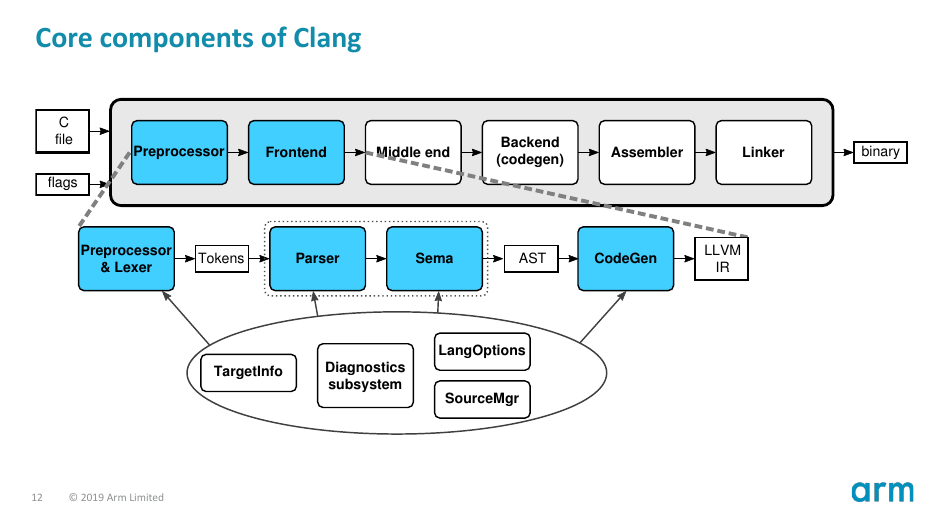 Core components of Clang
C
file
flags
Preprocessor
Frontend
Middle end
Backend
(codegen)
Assembler
Linker
binary
Preprocessor
& Lexer
Tokens
Parser
Sema
AST
CodeGen
LLVM
IR
TargetInfo
Diagnostics
subsystem
LangOptions
SourceMgr
12
© 2019 Arm Limited
arm